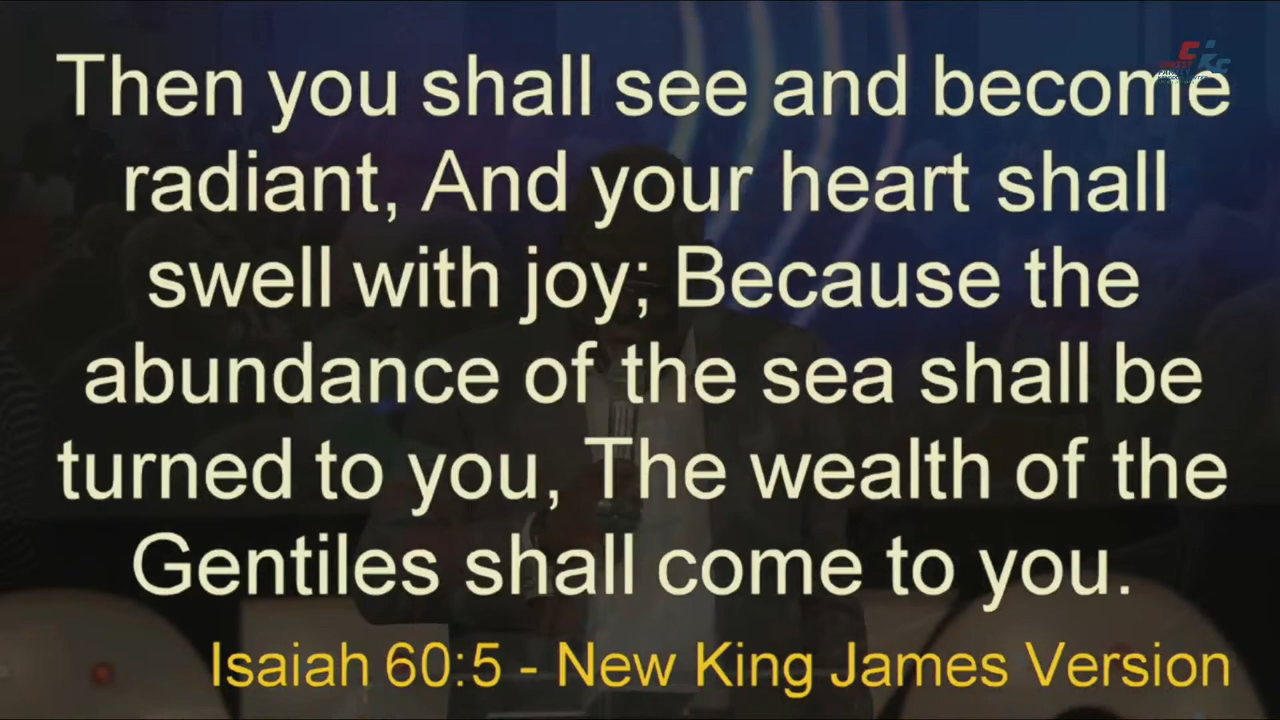 Then you shall see and become
radiant, And your heart shall
swell with joy; Because the
abundance of the sea shall be
turned to you, The wealth of the
Gentiles shall come to you.
Isaiah 60:5 - New King James Version